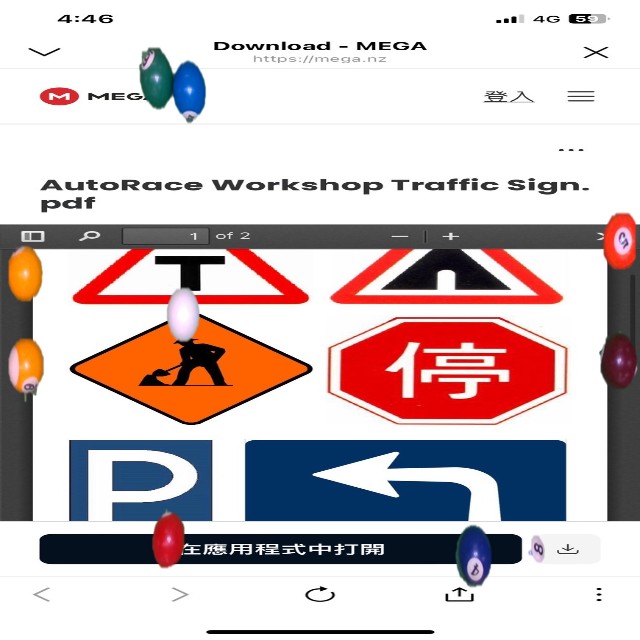 4:46
4G 59
Download - MEGA
https://mega.nz
M MEGA
登入
AutoRace Workshop Traffic Sign.
pdf
1 of 2
停
P
在應用程式中打開